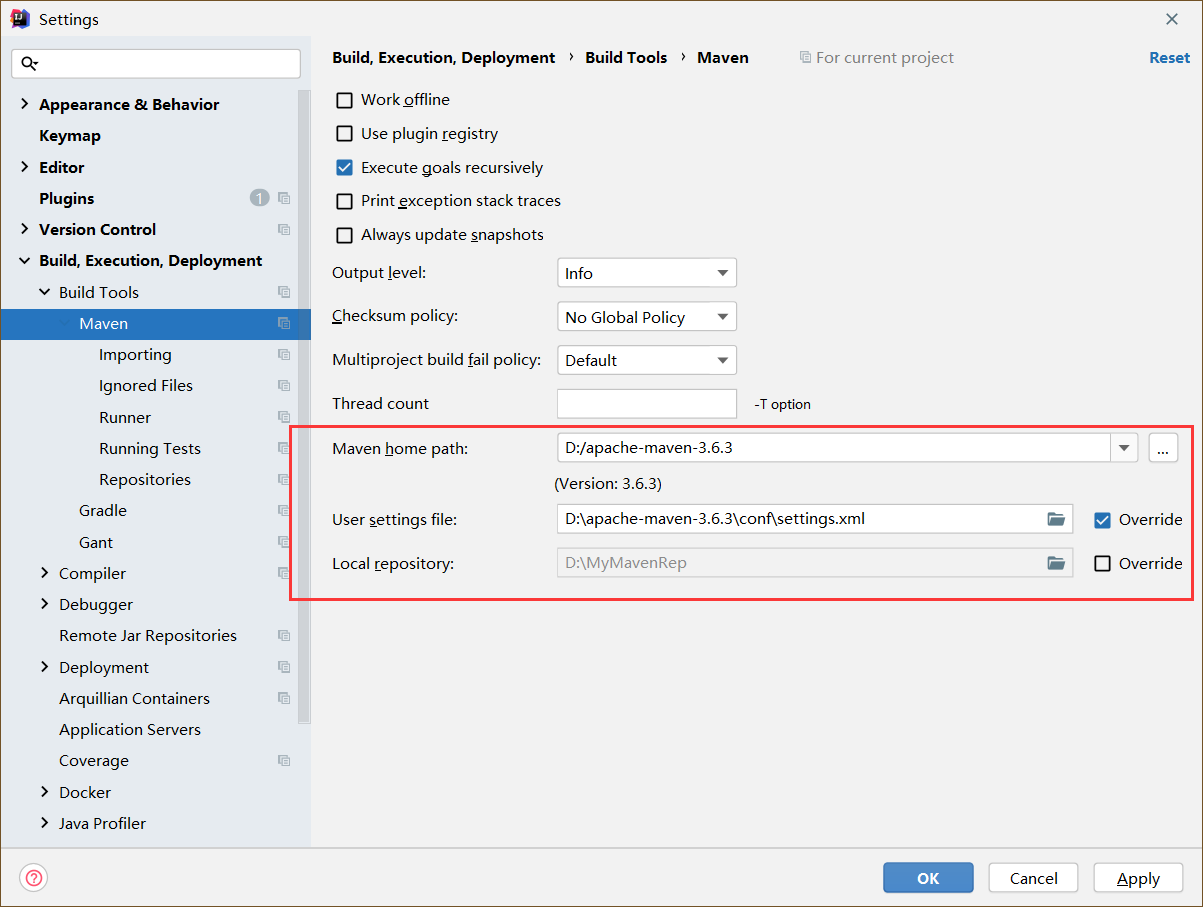 Settings
Build, Execution, Deployment › Build Tools › Maven For current project Reset
Appearance & Behavior
Keymap
Editor
Plugins 1
Version Control
Build, Execution, Deployment
Build Tools
Maven
Importing
Ignored Files
Runner
Running Tests
Repositories
Gradle
Gant
Compiler
Debugger
Remote Jar Repositories
Deployment
Arquillian Containers
Application Servers
Coverage
Docker
Java Profiler
Work offline
Use plugin registry
Execute goals recursively
Print exception stack traces
Always update snapshots
Output level: Info
Checksum policy: No Global Policy
Multiproject build fail policy: Default
Thread count -T option
Maven home path: D:/apache-maven-3.6.3 ...
(Version: 3.6.3)
User settings file: D:\apache-maven-3.6.3\conf\settings.xml Override
Local repository: D:\MyMavenRep Override
? OK Cancel Apply